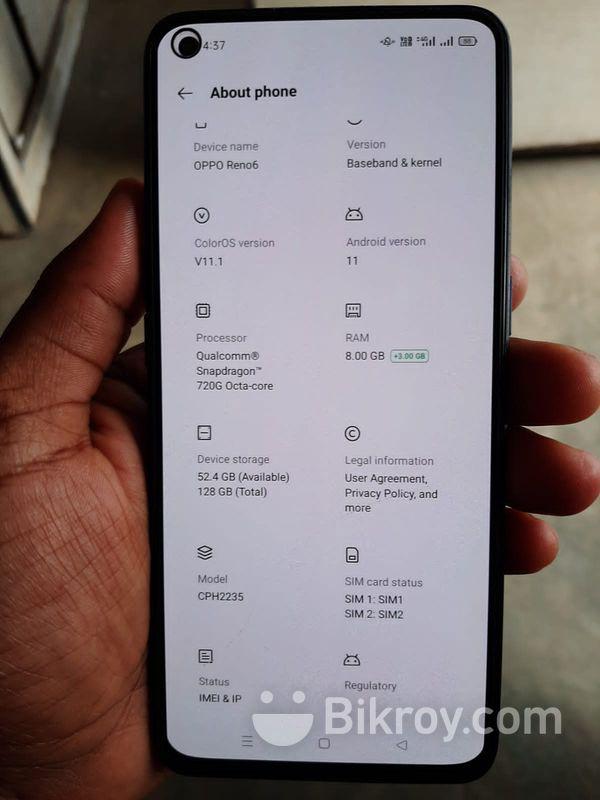 4:37
55
About phone
Device name
OPPO Reno6
Version
Baseband & kernel
ColorOS version
V11.1
Android version
11
Processor
Qualcomm®
Snapdragon™
720G Octa-core
RAM
8.00 GB +3.00 GB
Device storage
52.4 GB (Available)
128 GB (Total)
Legal information
User Agreement,
Privacy Policy, and
more
Model
CPH2235
SIM card status
SIM 1: SIM1
SIM 2: SIM2
Status
IMEI & IP
Regulatory
Bikroy.com